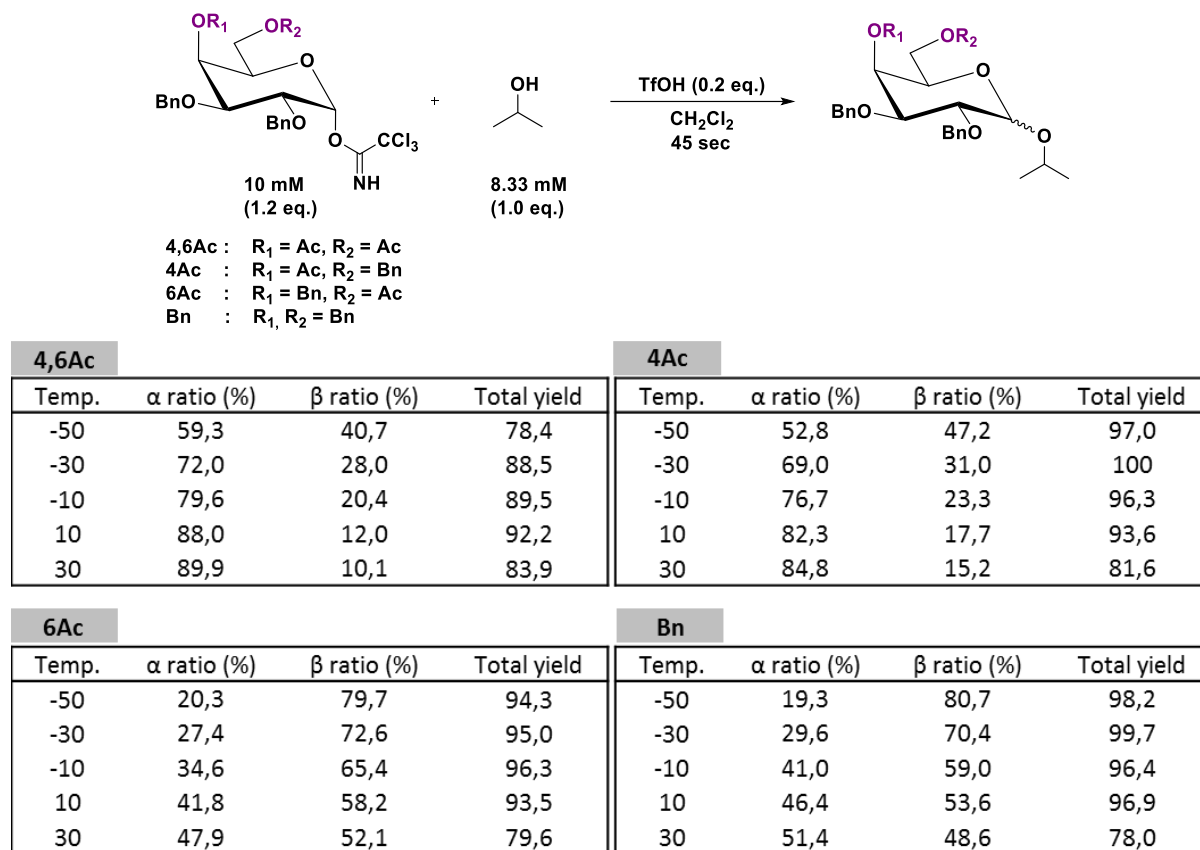 OR1
OR2
O
BnO
BnO
O
CCl3
NH
10 mM
(1.2 eq.)
+
OH
8.33 mM
(1.0 eq.)
TfOH (0.2 eq.)
CH2Cl2
45 sec
OR1
OR2
O
BnO
BnO
O
4,6Ac : R1 = Ac, R2 = Ac
4Ac : R1 = Ac, R2 = Bn
6Ac : R1 = Bn, R2 = Ac
Bn : R1, R2 = Bn
4,6Ac
Temp. α ratio (%) β ratio (%) Total yield
-50 59,3 40,7 78,4
-30 72,0 28,0 88,5
-10 79,6 20,4 89,5
10 88,0 12,0 92,2
30 89,9 10,1 83,9
4Ac
Temp. α ratio (%) β ratio (%) Total yield
-50 52,8 47,2 97,0
-30 69,0 31,0 100
-10 76,7 23,3 96,3
10 82,3 17,7 93,6
30 84,8 15,2 81,6
6Ac
Temp. α ratio (%) β ratio (%) Total yield
-50 20,3 79,7 94,3
-30 27,4 72,6 95,0
-10 34,6 65,4 96,3
10 41,8 58,2 93,5
30 47,9 52,1 79,6
Bn
Temp. α ratio (%) β ratio (%) Total yield
-50 19,3 80,7 98,2
-30 29,6 70,4 99,7
-10 41,0 59,0 96,4
10 46,4 53,6 96,9
30 51,4 48,6 78,0